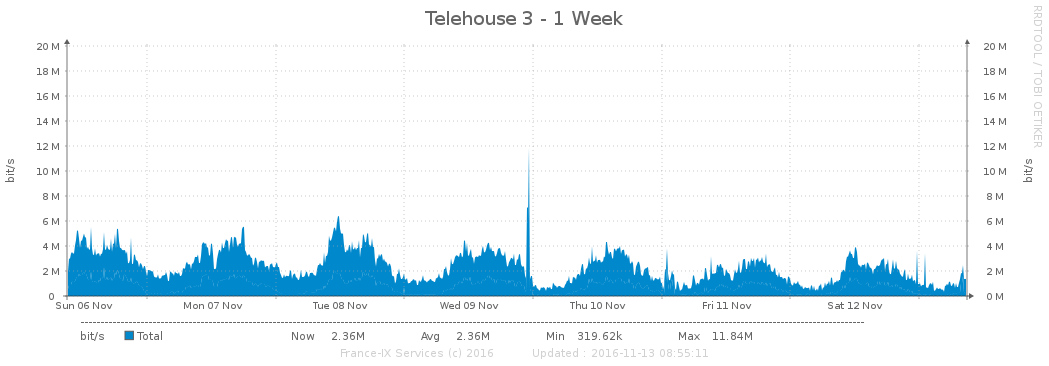 Telehouse 3 - 1 Week
RRDTOOL / TOBI OETIKER
bit/s
20 M 20 M
18 M 18 M
16 M 16 M
14 M 14 M
12 M 12 M
10 M 10 M
8 M 8 M
6 M 6 M
4 M 4 M
2 M 2 M
0 0 M
bit/s
Sun 06 Nov Mon 07 Nov Tue 08 Nov Wed 09 Nov Thu 10 Nov Fri 11 Nov Sat 12 Nov
bit/s Total Now 2.36M Avg 2.36M Min 319.62k Max 11.84M
France-IX Services (c) 2016 Updated : 2016-11-13 08:55:11